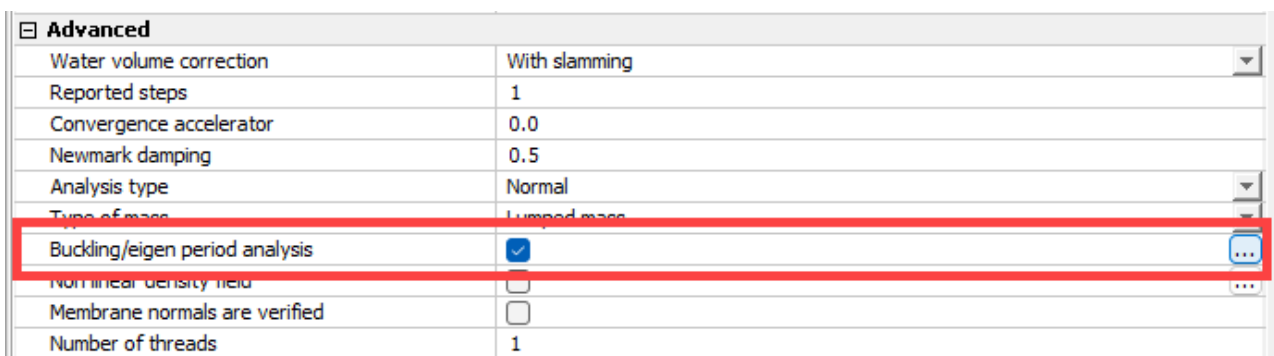 Advanced
Water volume correction With slamming
Reported steps 1
Convergence accelerator 0.0
Newmark damping 0.5
Analysis type Normal
Type of mass Lumped mass
Buckling/eigen period analysis ...
Non linear density field ...
Membrane normals are verified
Number of threads 1